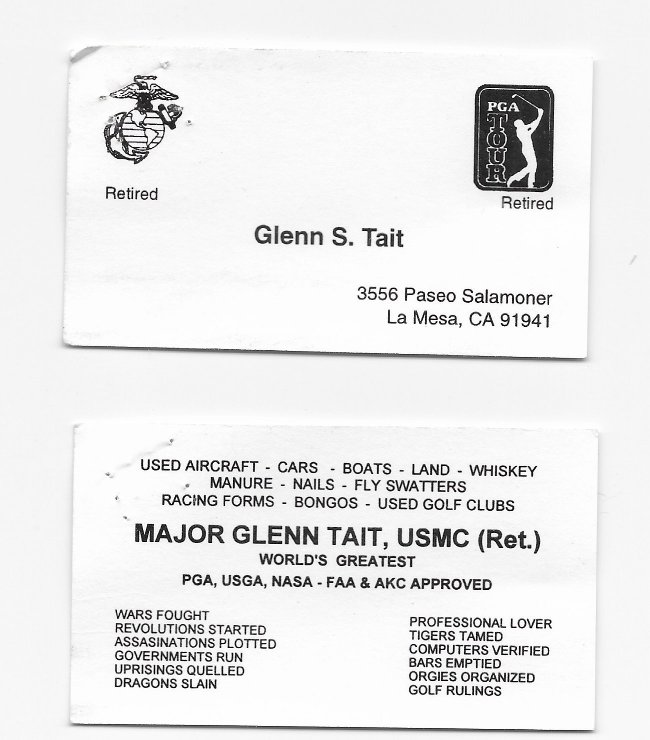 PGA
TOUR
Retired
Retired
Glenn S. Tait
3556 Paseo Salamoner
La Mesa, CA 91941
USED AIRCRAFT - CARS - BOATS - LAND - WHISKEY
MANURE - NAILS - FLY SWATTERS
RACING FORMS - BONGOS - USED GOLF CLUBS
MAJOR GLENN TAIT, USMC (Ret.)
WORLD'S GREATEST
PGA, USGA, NASA - FAA & AKC APPROVED
WARS FOUGHT
REVOLUTIONS STARTED
ASSASINATIONS PLOTTED
GOVERNMENTS RUN
UPRISINGS QUELLED
DRAGONS SLAIN
PROFESSIONAL LOVER
TIGERS TAMED
COMPUTERS VERIFIED
BARS EMPTIED
ORGIES ORGANIZED
GOLF RULINGS